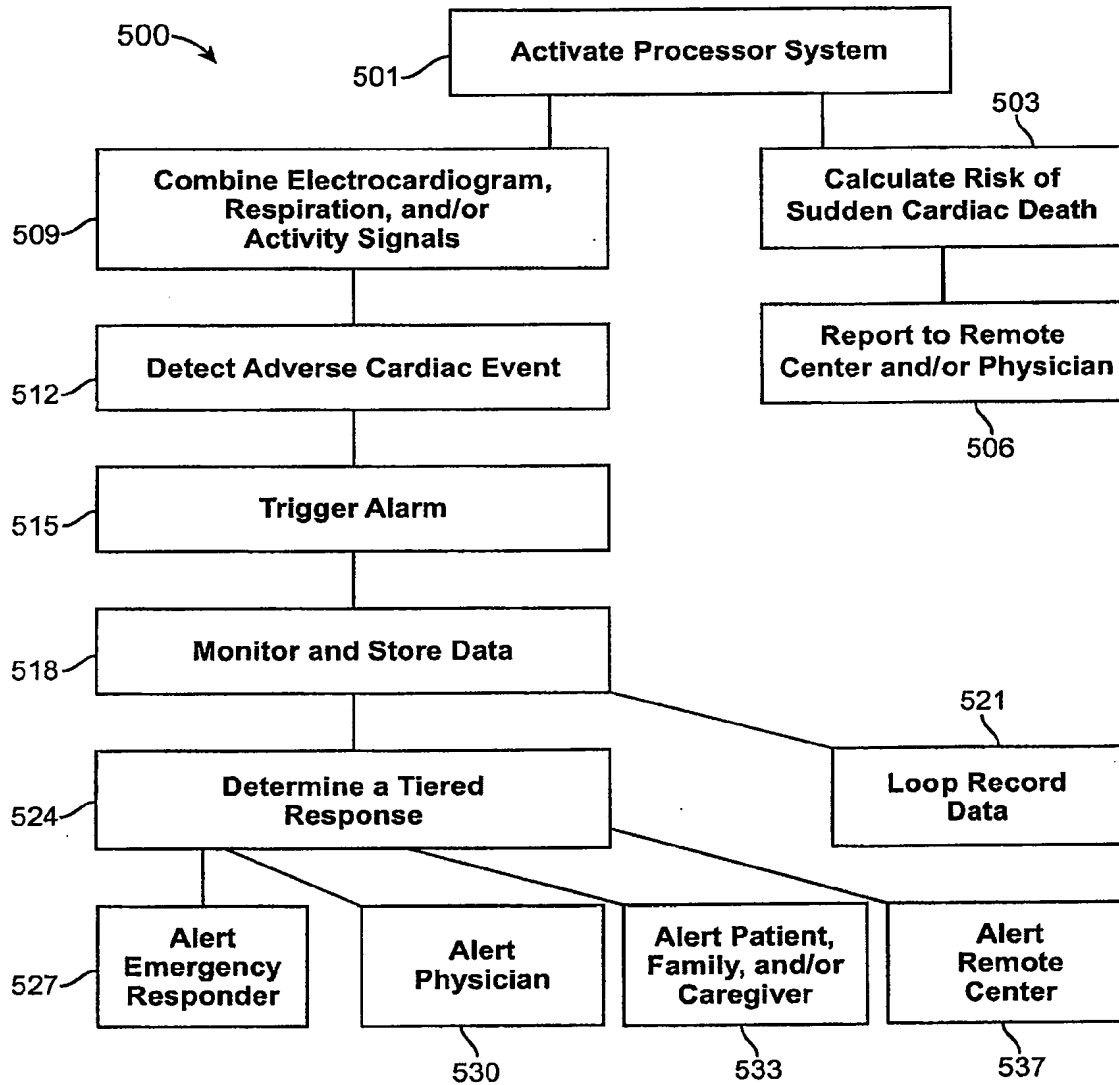 500
Activate Processor System
501
503
Combine Electrocardiogram,
Respiration, and/or
Activity Signals
509
Calculate Risk of
Sudden Cardiac Death
Report to Remote
Center and/or Physician
506
Detect Adverse Cardiac Event
512
Trigger Alarm
515
Monitor and Store Data
518
521
Loop Record
Data
Determine a Tiered
Response
524
Alert
Emergency
Responder
527
Alert
Physician
530
Alert Patient,
Family, and/or
Caregiver
533
Alert
Remote
Center
537